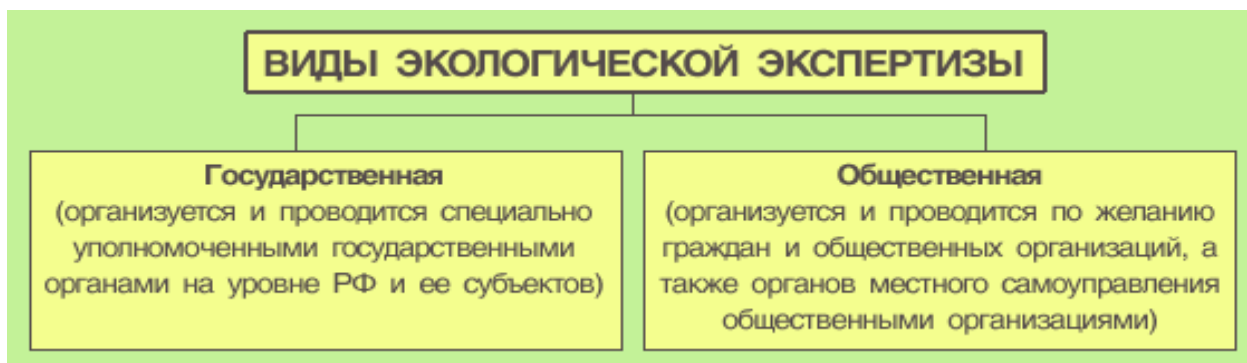 ВИДЫ ЭКОЛОГИЧЕСКОЙ ЭКСПЕРТИЗЫ
Государственная
(организуется и проводится специально
уполномоченными государственными
органами на уровне РФ и ее субъектов)
Общественная
(организуется и проводится по желанию
граждан и общественных организаций, а
также органов местного самоуправления
общественными организациями)